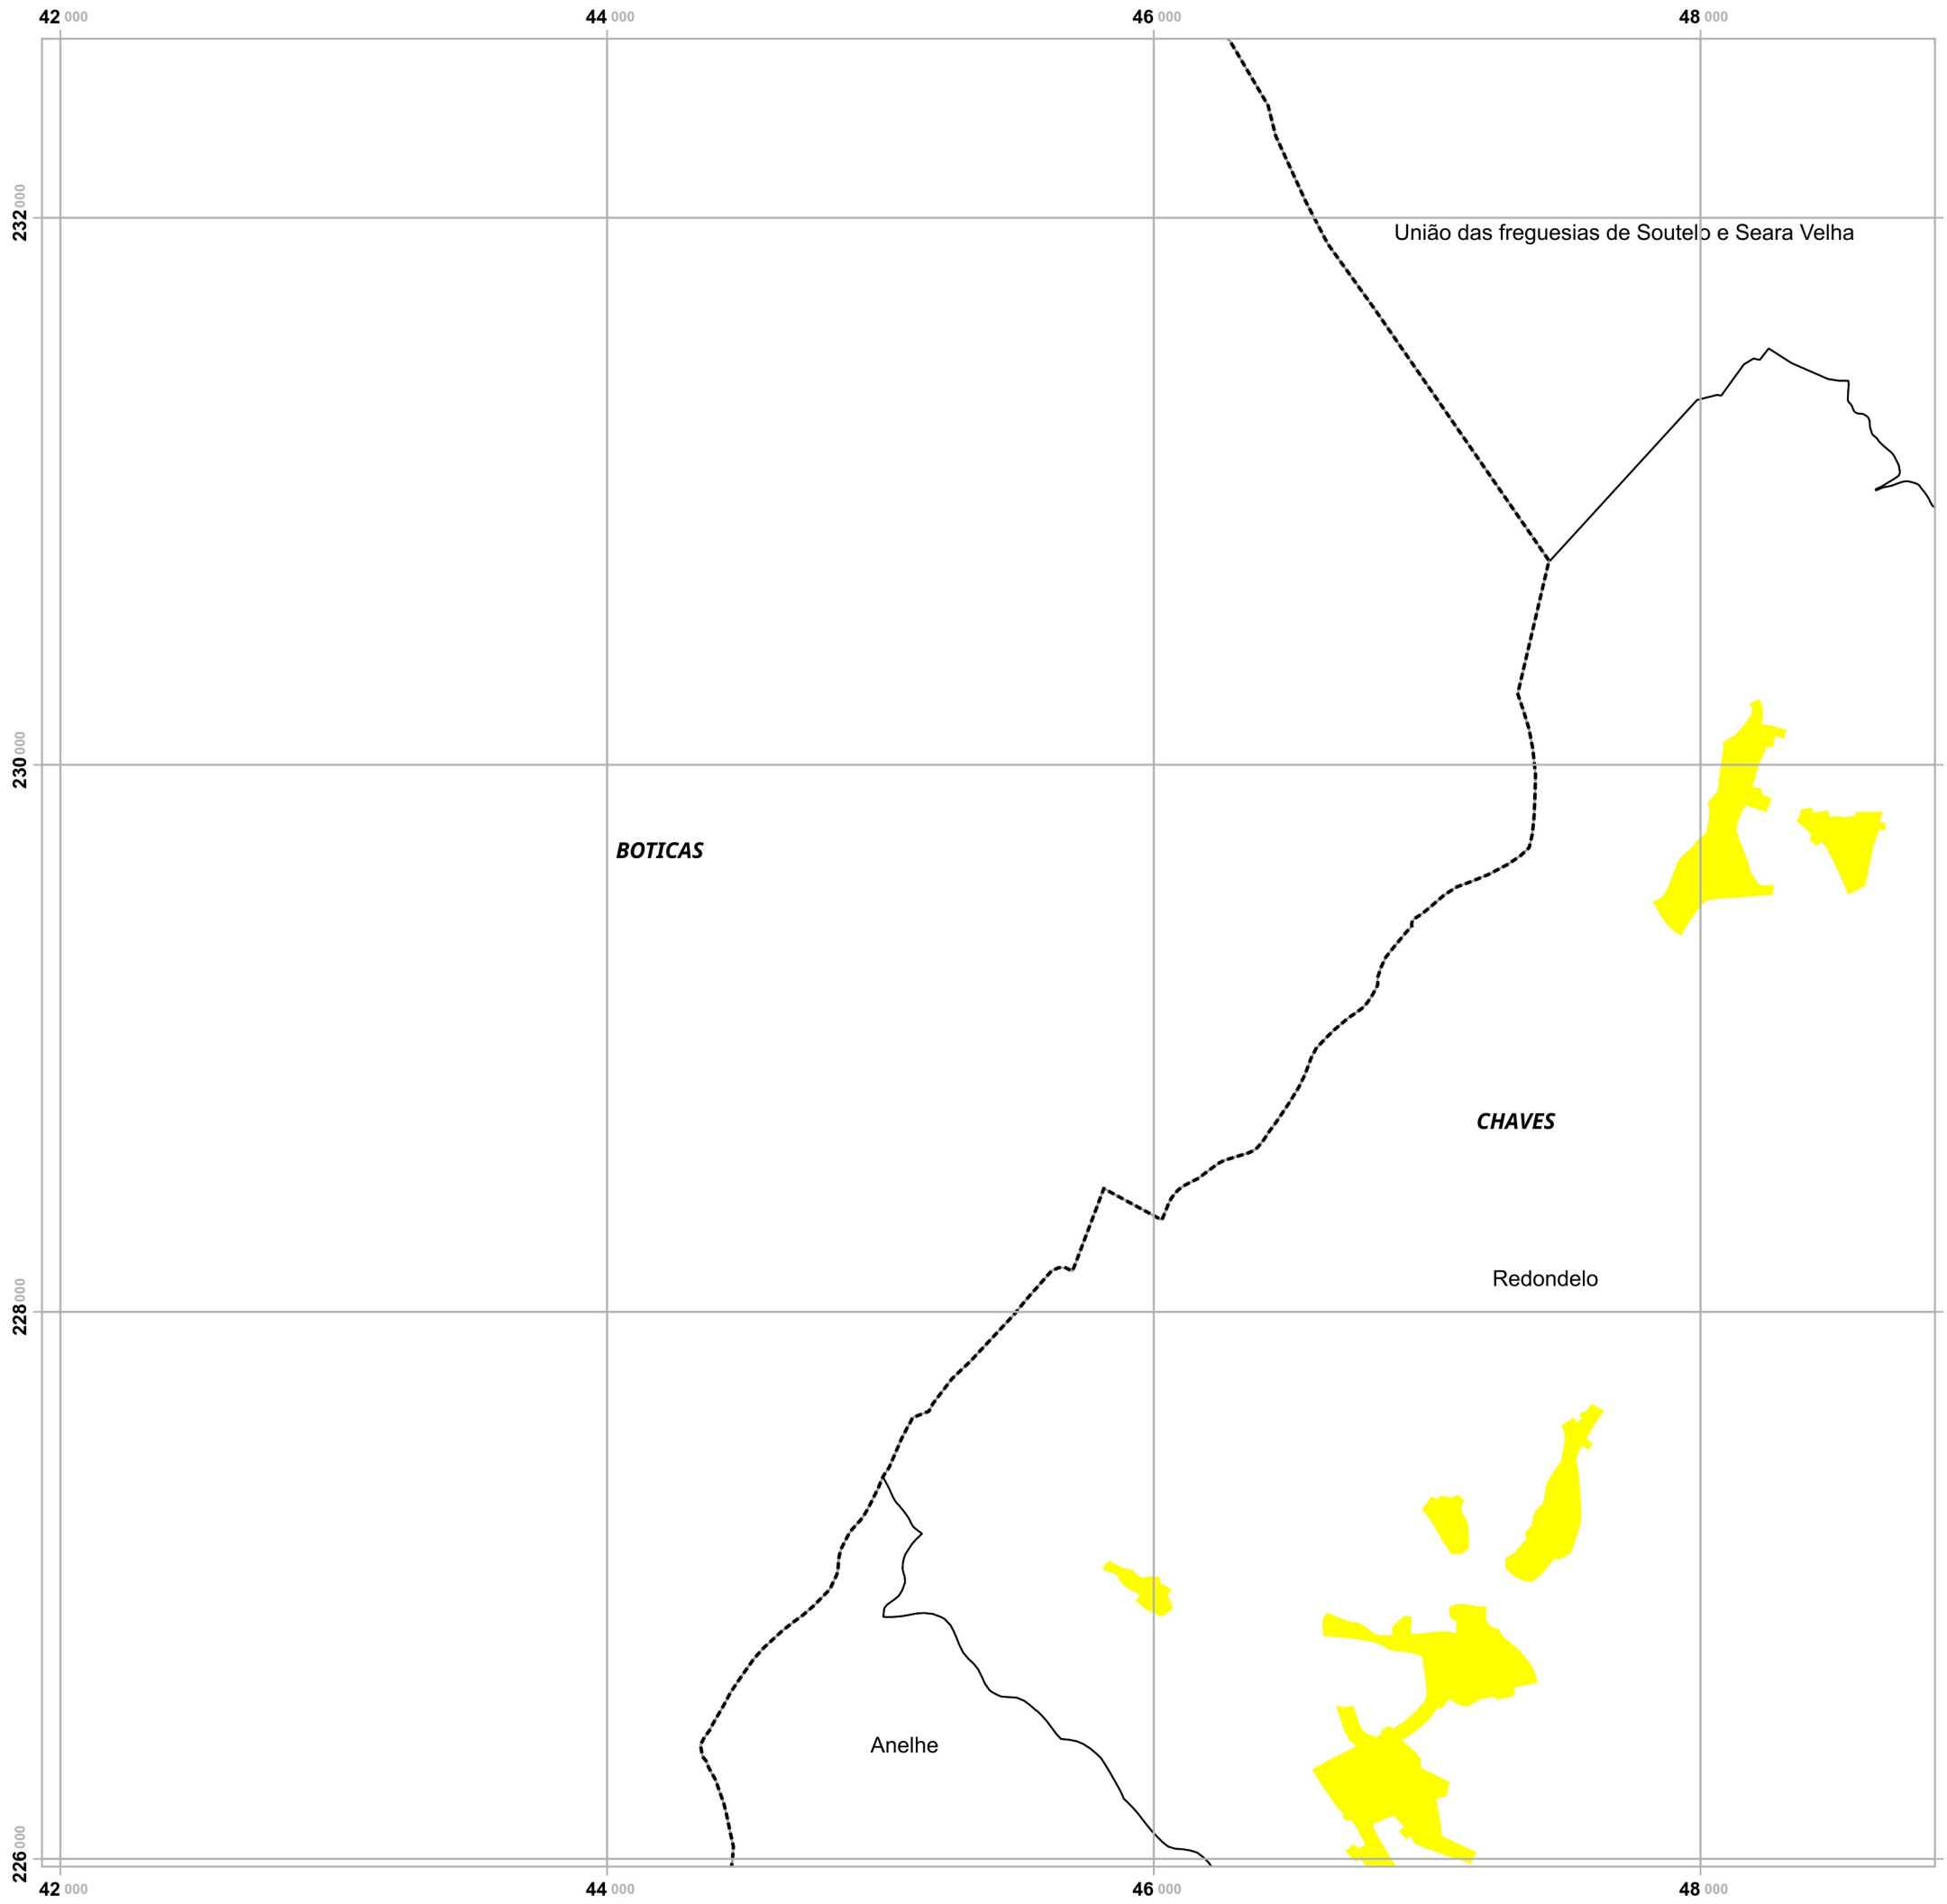 42 000
44 000
46 000
48 000
232 000
União das freguesias de Soutelo e Seara Velha
230 000
BOTICAS
CHAVES
Redondelo
228 000
Anelhe
226 000
42 000
44 000
46 000
48 000